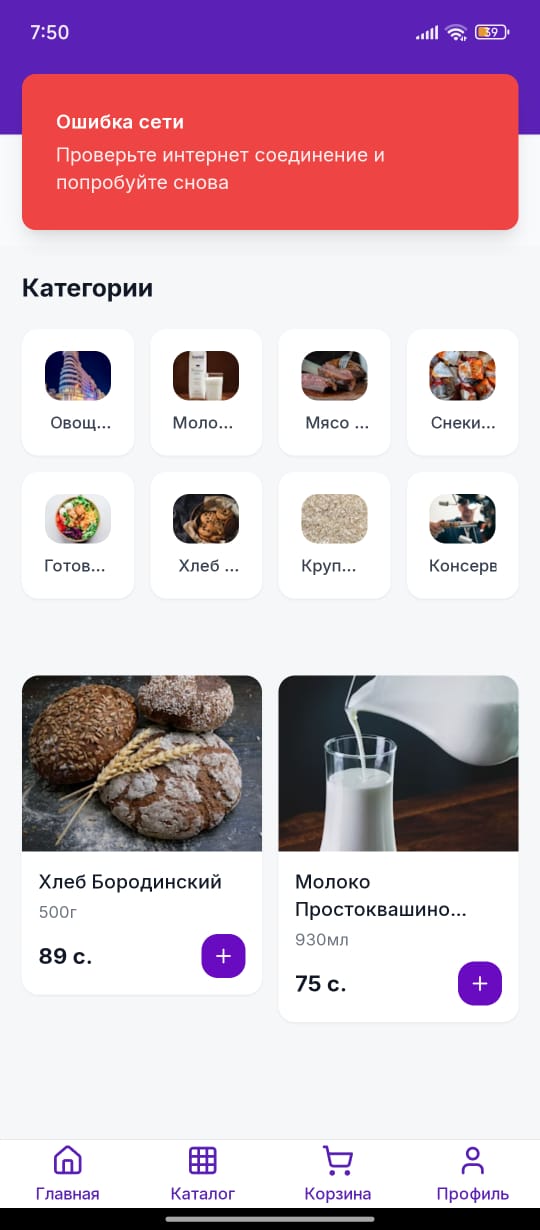 7:50
39
Ошибка сети
Проверьте интернет соединение и
попробуйте снова
Категории
Овощ...
Моло...
Мясо ...
Снеки...
Готов...
Хлеб ...
Круп...
Консерв
Хлеб Бородинский
500г
89 с.
Молоко
Простоквашино...
930мл
75 с.
Главная
Каталог
Корзина
Профиль